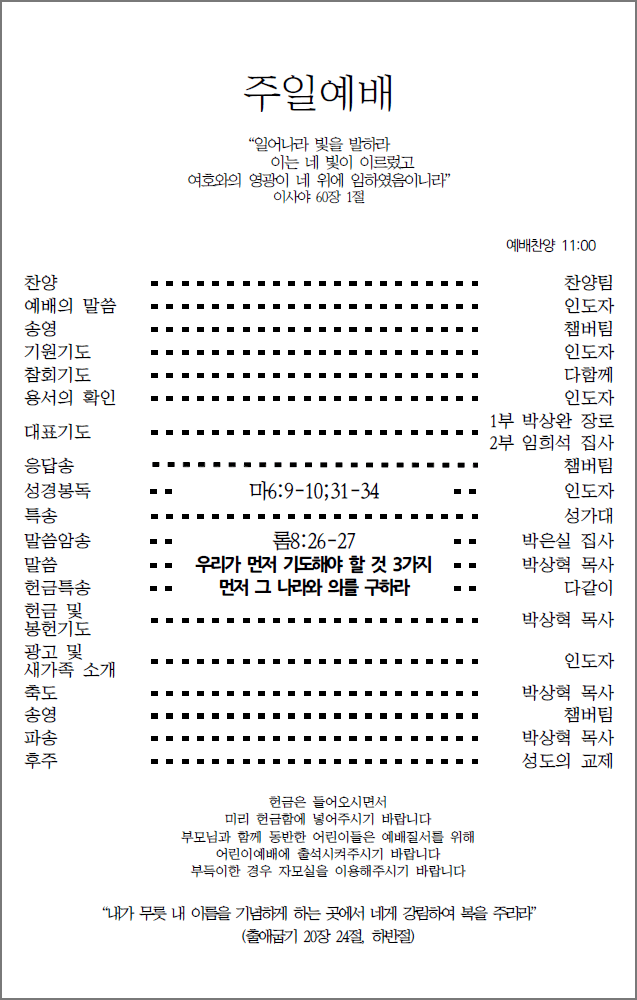 주일예배
“일어나라 빛을 발하라
이는 네 빛이 이르렀고
여호와의 영광이 네 위에 임하였음이니라”
이사야 60장 1절
예배찬양 11:00
찬양 찬양팀
예배의 말씀 인도자
송영 챔버팀
기원기도 인도자
참회기도 다함께
용서의 확인 인도자
대표기도 1부 박상완 장로
2부 임희석 집사
응답송 챔버팀
성경봉독 마6:9-10;31-34 인도자
특송 성가대
말씀암송 롬8:26-27 박은실 집사
말씀 우리가 먼저 기도해야 할 것 3가지 박상혁 목사
헌금특송 먼저 그 나라와 의를 구하라 다같이
헌금 및
봉헌기도 박상혁 목사
광고 및
새가족 소개 인도자
축도 박상혁 목사
송영 챔버팀
파송 박상혁 목사
후주 성도의 교제
헌금은 들어오시면서
미리 헌금함에 넣어주시기 바랍니다
부모님과 함께 동반한 어린이들은 예배질서를 위해
어린이예배에 출석시켜주시기 바랍니다
부득이한 경우 자모실을 이용해주시기 바랍니다
“내가 무릇 내 이름을 기념하게 하는 곳에서 네게 강림하여 복을 주리라”
(출애굽기 20장 24절, 하반절)